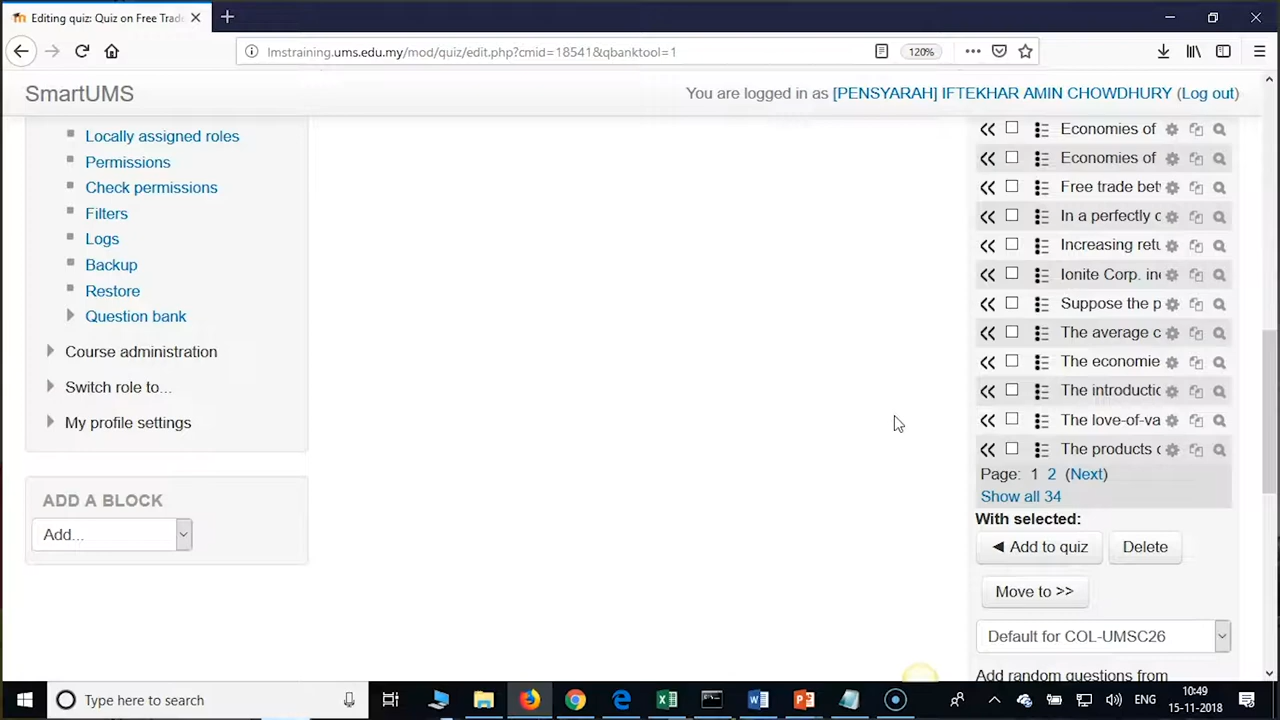 Editing quiz: Quiz on Free Trade
lmstraining.ums.edu.my/mod/quiz/edit.php?cmid=18541&qbanktool=1
120%
SmartUMS
You are logged in as [PENSYARAH] IFTEKHAR AMIN CHOWDHURY (Log out)
Locally assigned roles
Permissions
Check permissions
Filters
Logs
Backup
Restore
Question bank
Course administration
Switch role to...
My profile settings
ADD A BLOCK
Add...
Economies of
Economies of
Free trade bet
In a perfectly c
Increasing retu
Ionite Corp. inc
Suppose the p
The average c
The economie
The introductic
The love-of-va
The products c
Page: 1 2 (Next)
Show all 34
With selected:
◄ Add to quiz
Delete
Move to >>
Default for COL-UMSC26
Add random questions from
Type here to search
ENG
10:49
15-11-2018